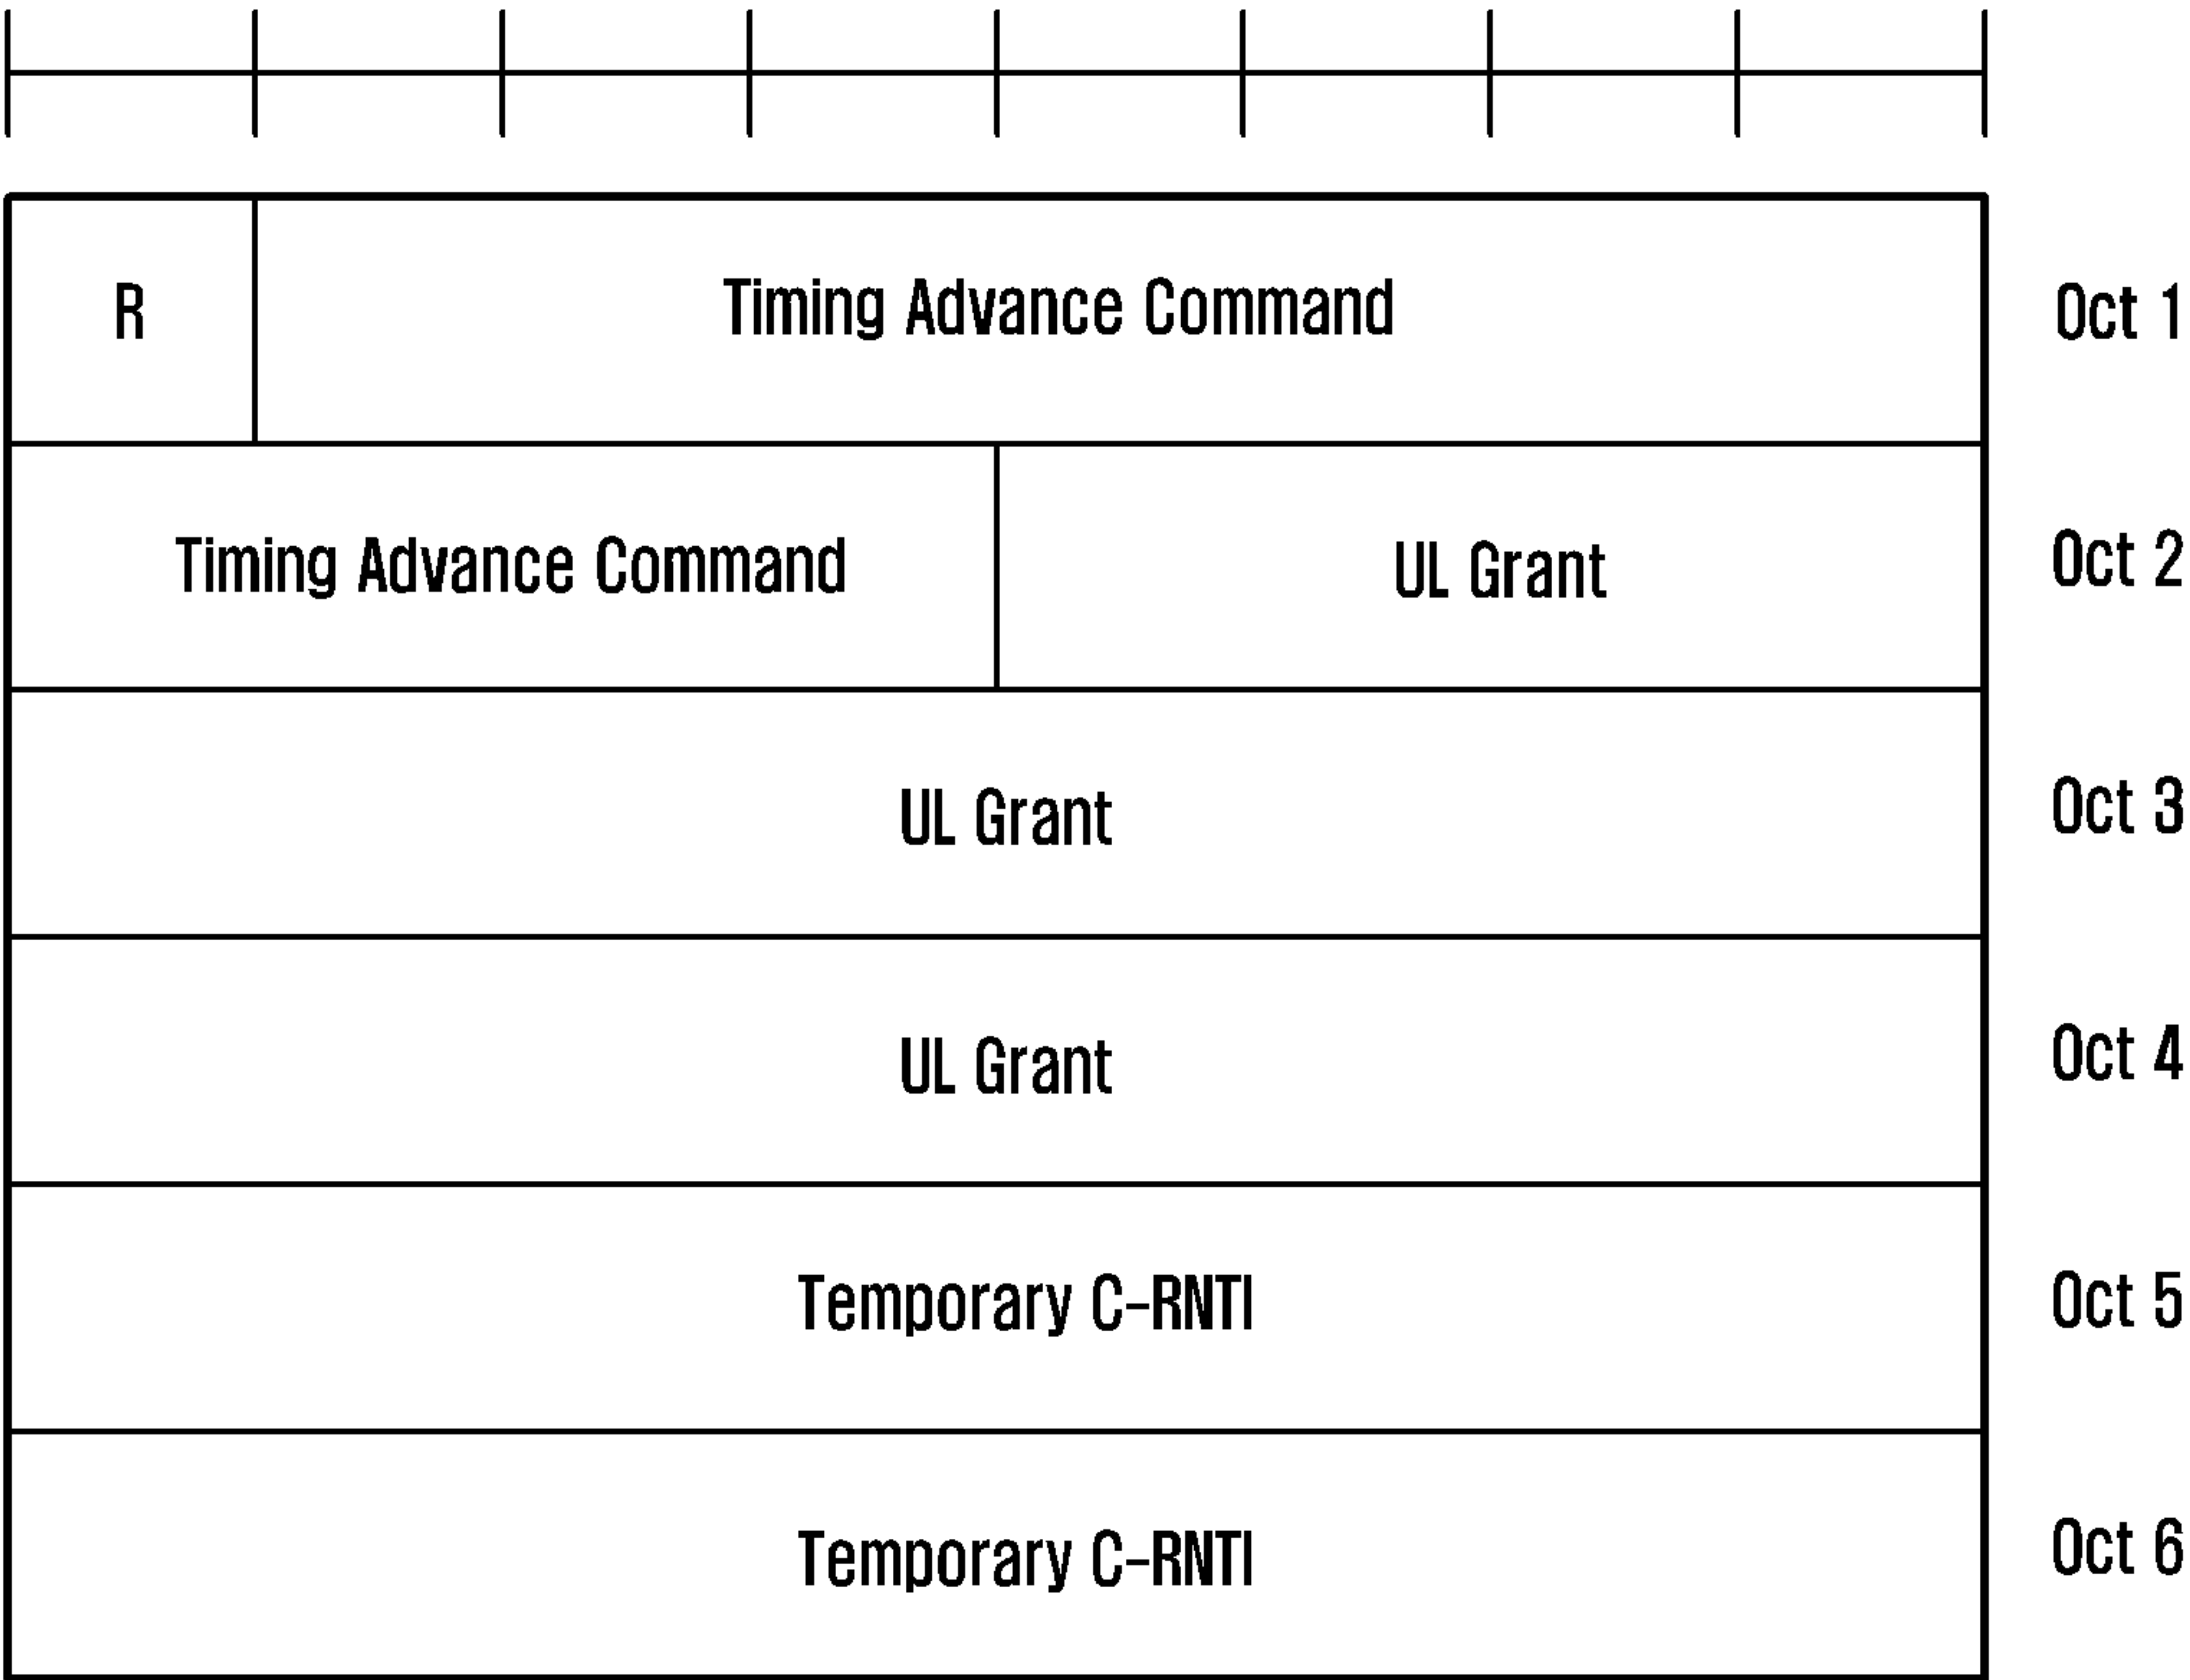 R Timing Advance Command Oct 1
Timing Advance Command UL Grant Oct 2
UL Grant Oct 3
UL Grant Oct 4
Temporary C-RNTI Oct 5
Temporary C-RNTI Oct 6